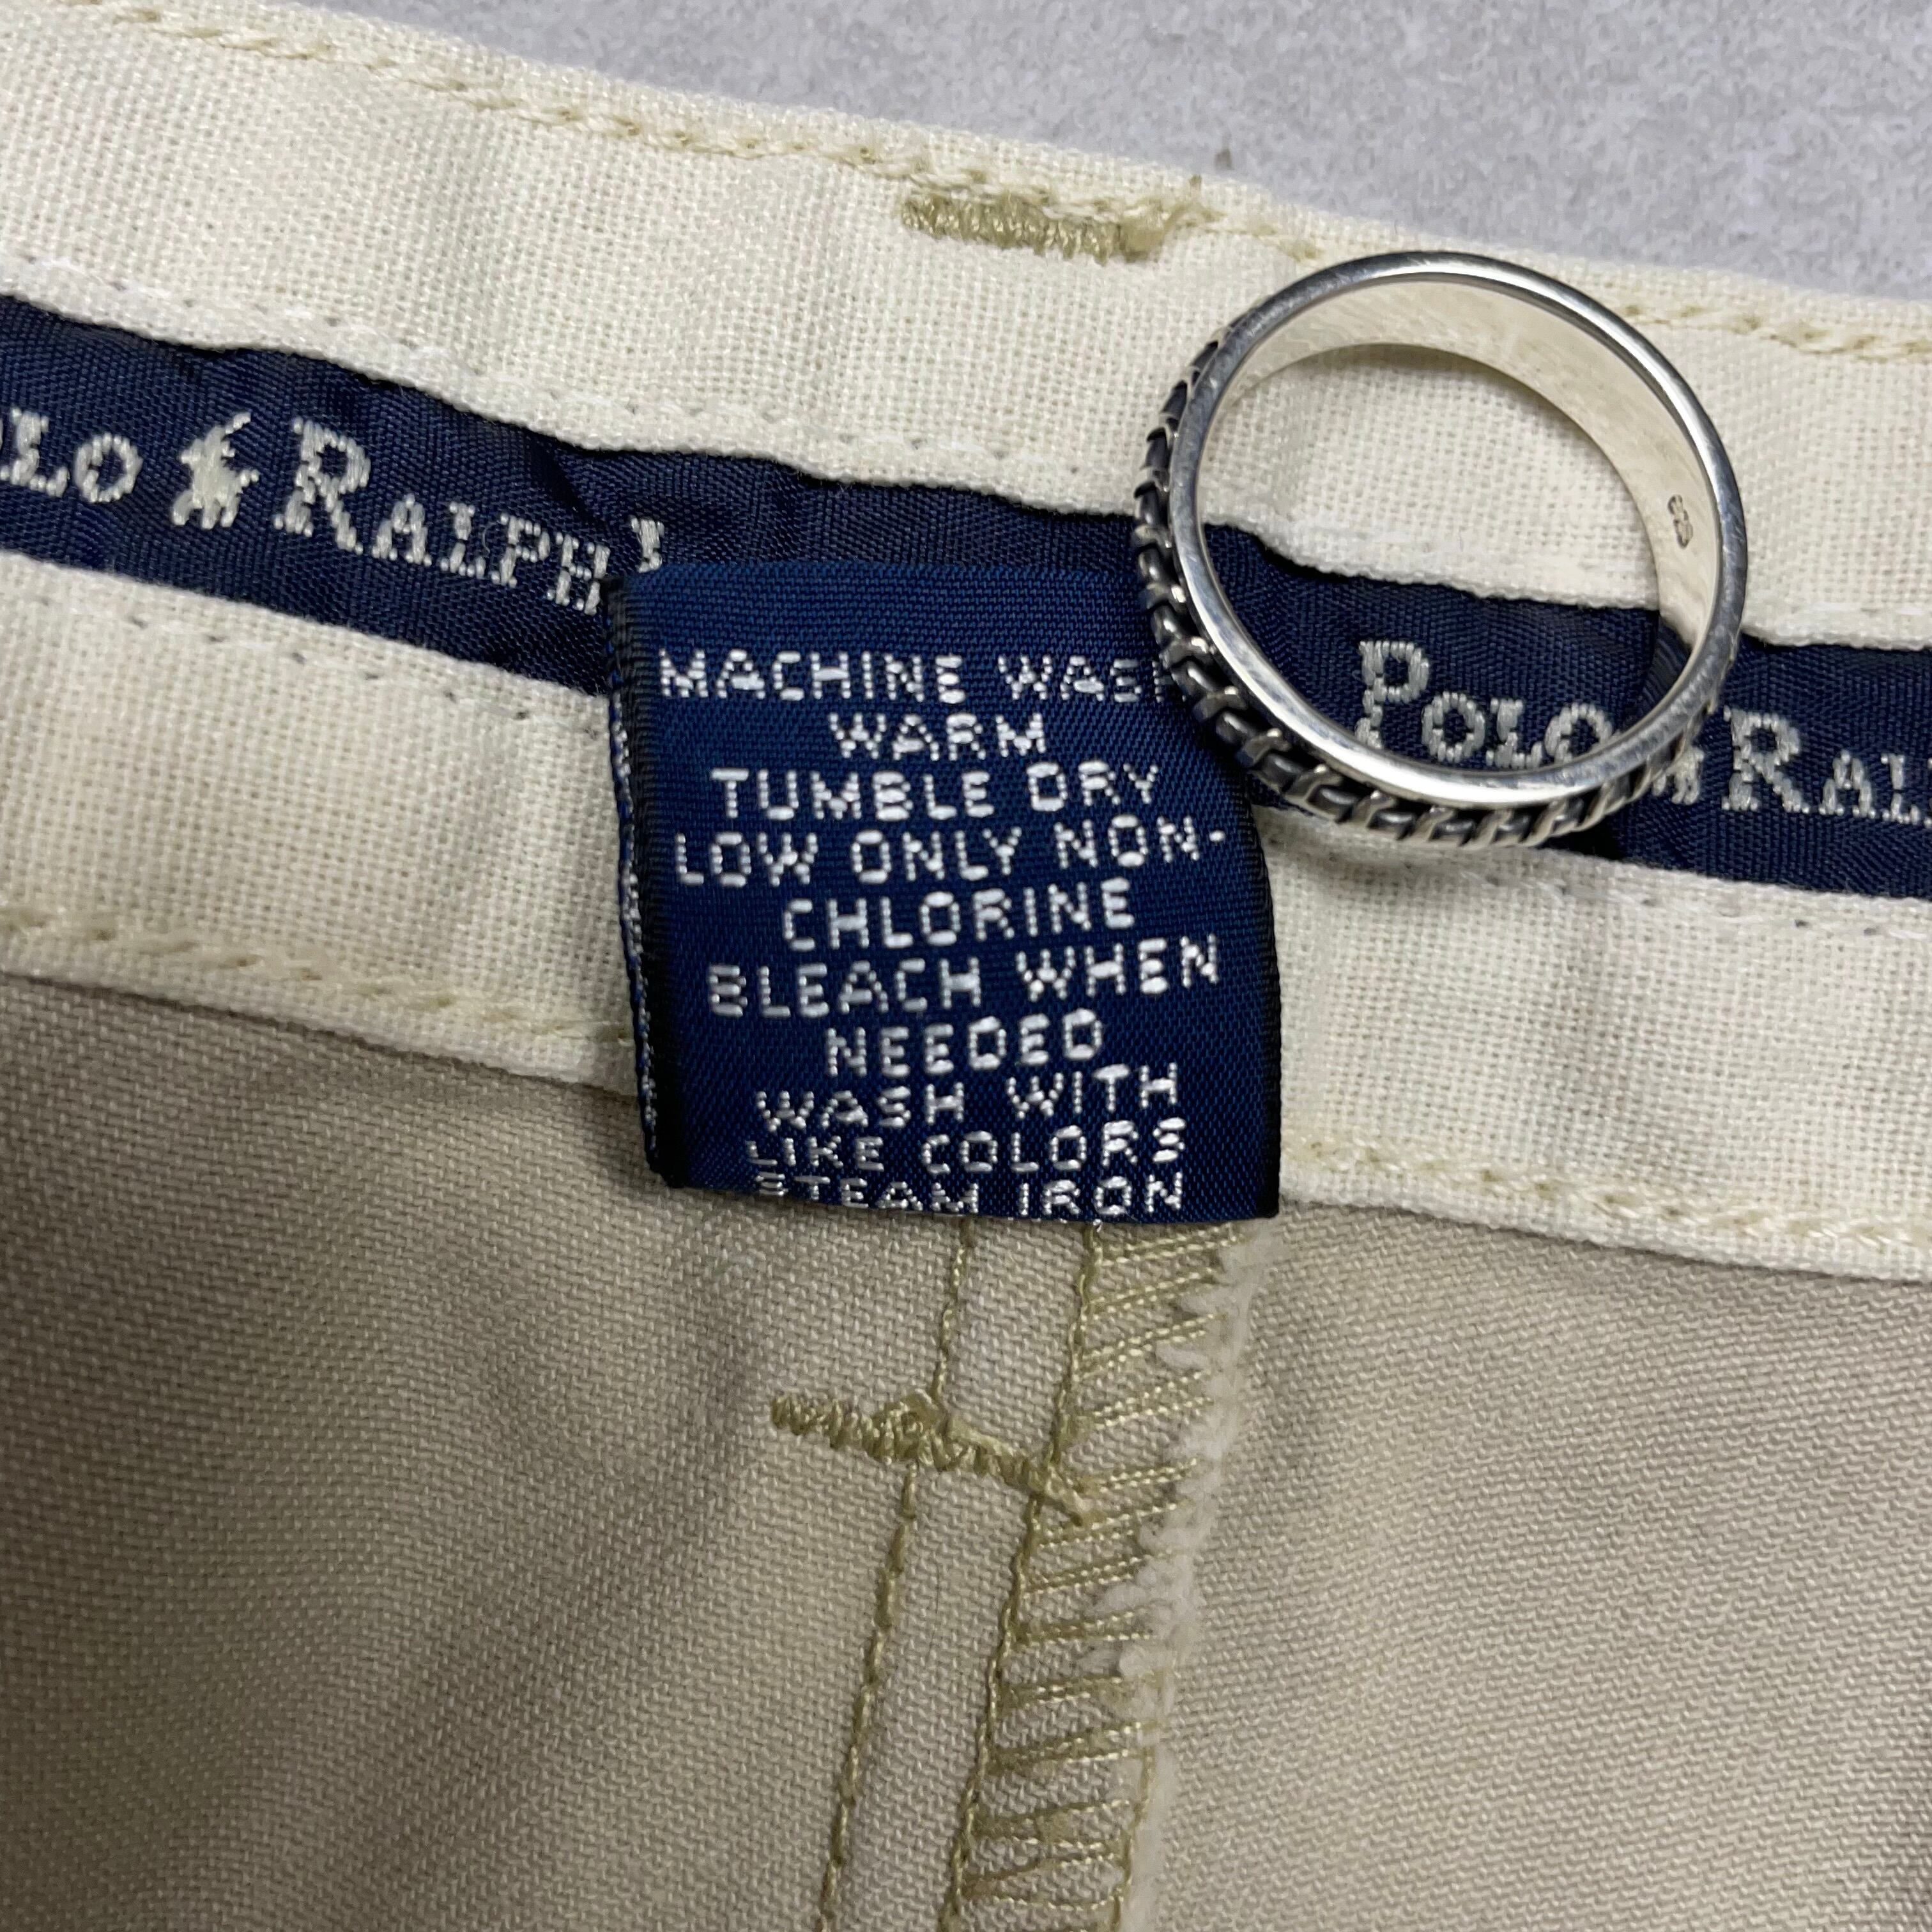 OLO RALPH L
MACHINE WASH
WARM
TUMBLE DRY
LOW ONLY NON-
CHLORINE
BLEACH WHEN
NEEDED
WASH WITH
LIKE COLORS
STEAM IRON
POLO RAL